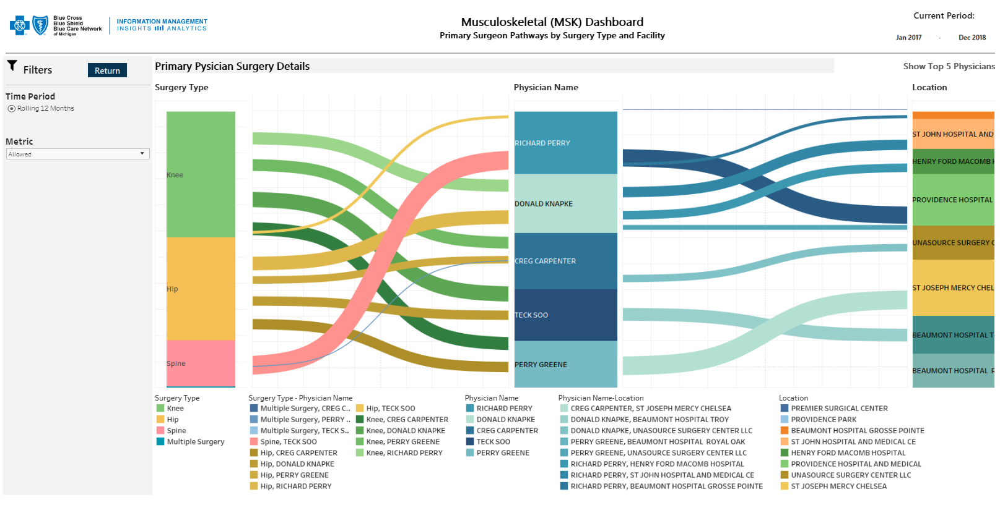 Blue Cross
Blue Shield
Blue Care Network
of Michigan
INFORMATION MANAGEMENT
INSIGHTS ANALYTICS
Musculoskeletal (MSK) Dashboard
Primary Surgeon Pathways by Surgery Type and Facility
Current Period:
Jan 2017 - Dec 2018
Filters
Return
Time Period
Rolling 12 Months
Metric
Allowed
Primary Pysician Surgery Details
Show Top 5 Physicians
Surgery Type
Knee
Hip
Spine
Physician Name
RICHARD PERRY
DONALD KNAPKE
CREG CARPENTER
TECK SOO
PERRY GREENE
Location
ST JOHN HOSPITAL AND
HENRY FORD MACOMB H
PROVIDENCE HOSPITAL
UNASOURCE SURGERY C
ST JOSEPH MERCY CHEL
BEAUMONT HOSPITAL T
BEAUMONT HOSPITAL R
Surgery Type
Knee
Hip
Spine
Multiple Surgery
Surgery Type - Physician Name
Multiple Surgery, CREG C..
Multiple Surgery, PERRY ..
Multiple Surgery, TECK S..
Spine, TECK SOO
Hip, CREG CARPENTER
Hip, DONALD KNAPKE
Hip, PERRY GREENE
Hip, RICHARD PERRY
Hip, TECK SOO
Knee, CREG CARPENTER
Knee, DONALD KNAPKE
Knee, PERRY GREENE
Knee, RICHARD PERRY
Physician Name
RICHARD PERRY
DONALD KNAPKE
CREG CARPENTER
TECK SOO
PERRY GREENE
Physician Name-Location
CREG CARPENTER, ST JOSEPH MERCY CHELSEA
DONALD KNAPKE, BEAUMONT HOSPITAL TROY
DONALD KNAPKE, UNASOURCE SURGERY CENTER LLC
PERRY GREENE, BEAUMONT HOSPITAL ROYAL OAK
PERRY GREENE, UNASOURCE SURGERY CENTER LLC
RICHARD PERRY, HENRY FORD MACOMB HOSPITAL
RICHARD PERRY, ST JOHN HOSPITAL AND MEDICAL CE
RICHARD PERRY, BEAUMONT HOSPITAL GROSSE POINTE
Location
PREMIER SURGICAL CENTER
PROVIDENCE PARK
BEAUMONT HOSPITAL GROSSE POINTE
ST JOHN HOSPITAL AND MEDICAL CE
HENRY FORD MACOMB HOSPITAL
PROVIDENCE HOSPITAL AND MEDICAL
UNASOURCE SURGERY CENTER LLC
ST JOSEPH MERCY CHELSEA